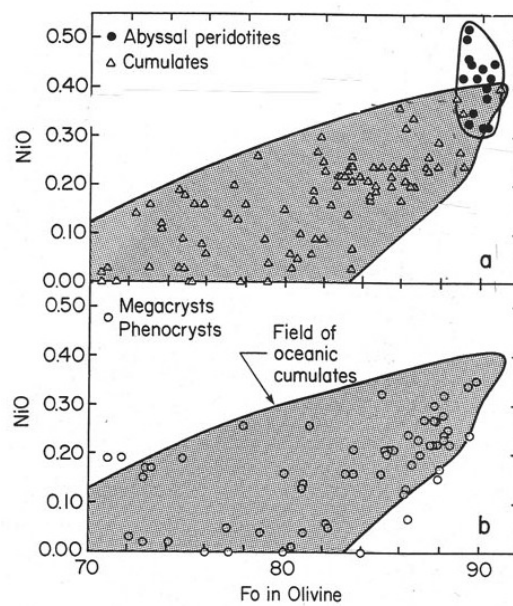 0.50
Abyssal peridotites
Cumulates
0.40
NiO
0.30
0.20
0.10
a
0.00
0.50
Megacrysts
Phenocrysts
Field of
oceanic
cumulates
0.40
NiO
0.30
0.20
0.10
b
0.00
70
80
90
Fo in Olivine